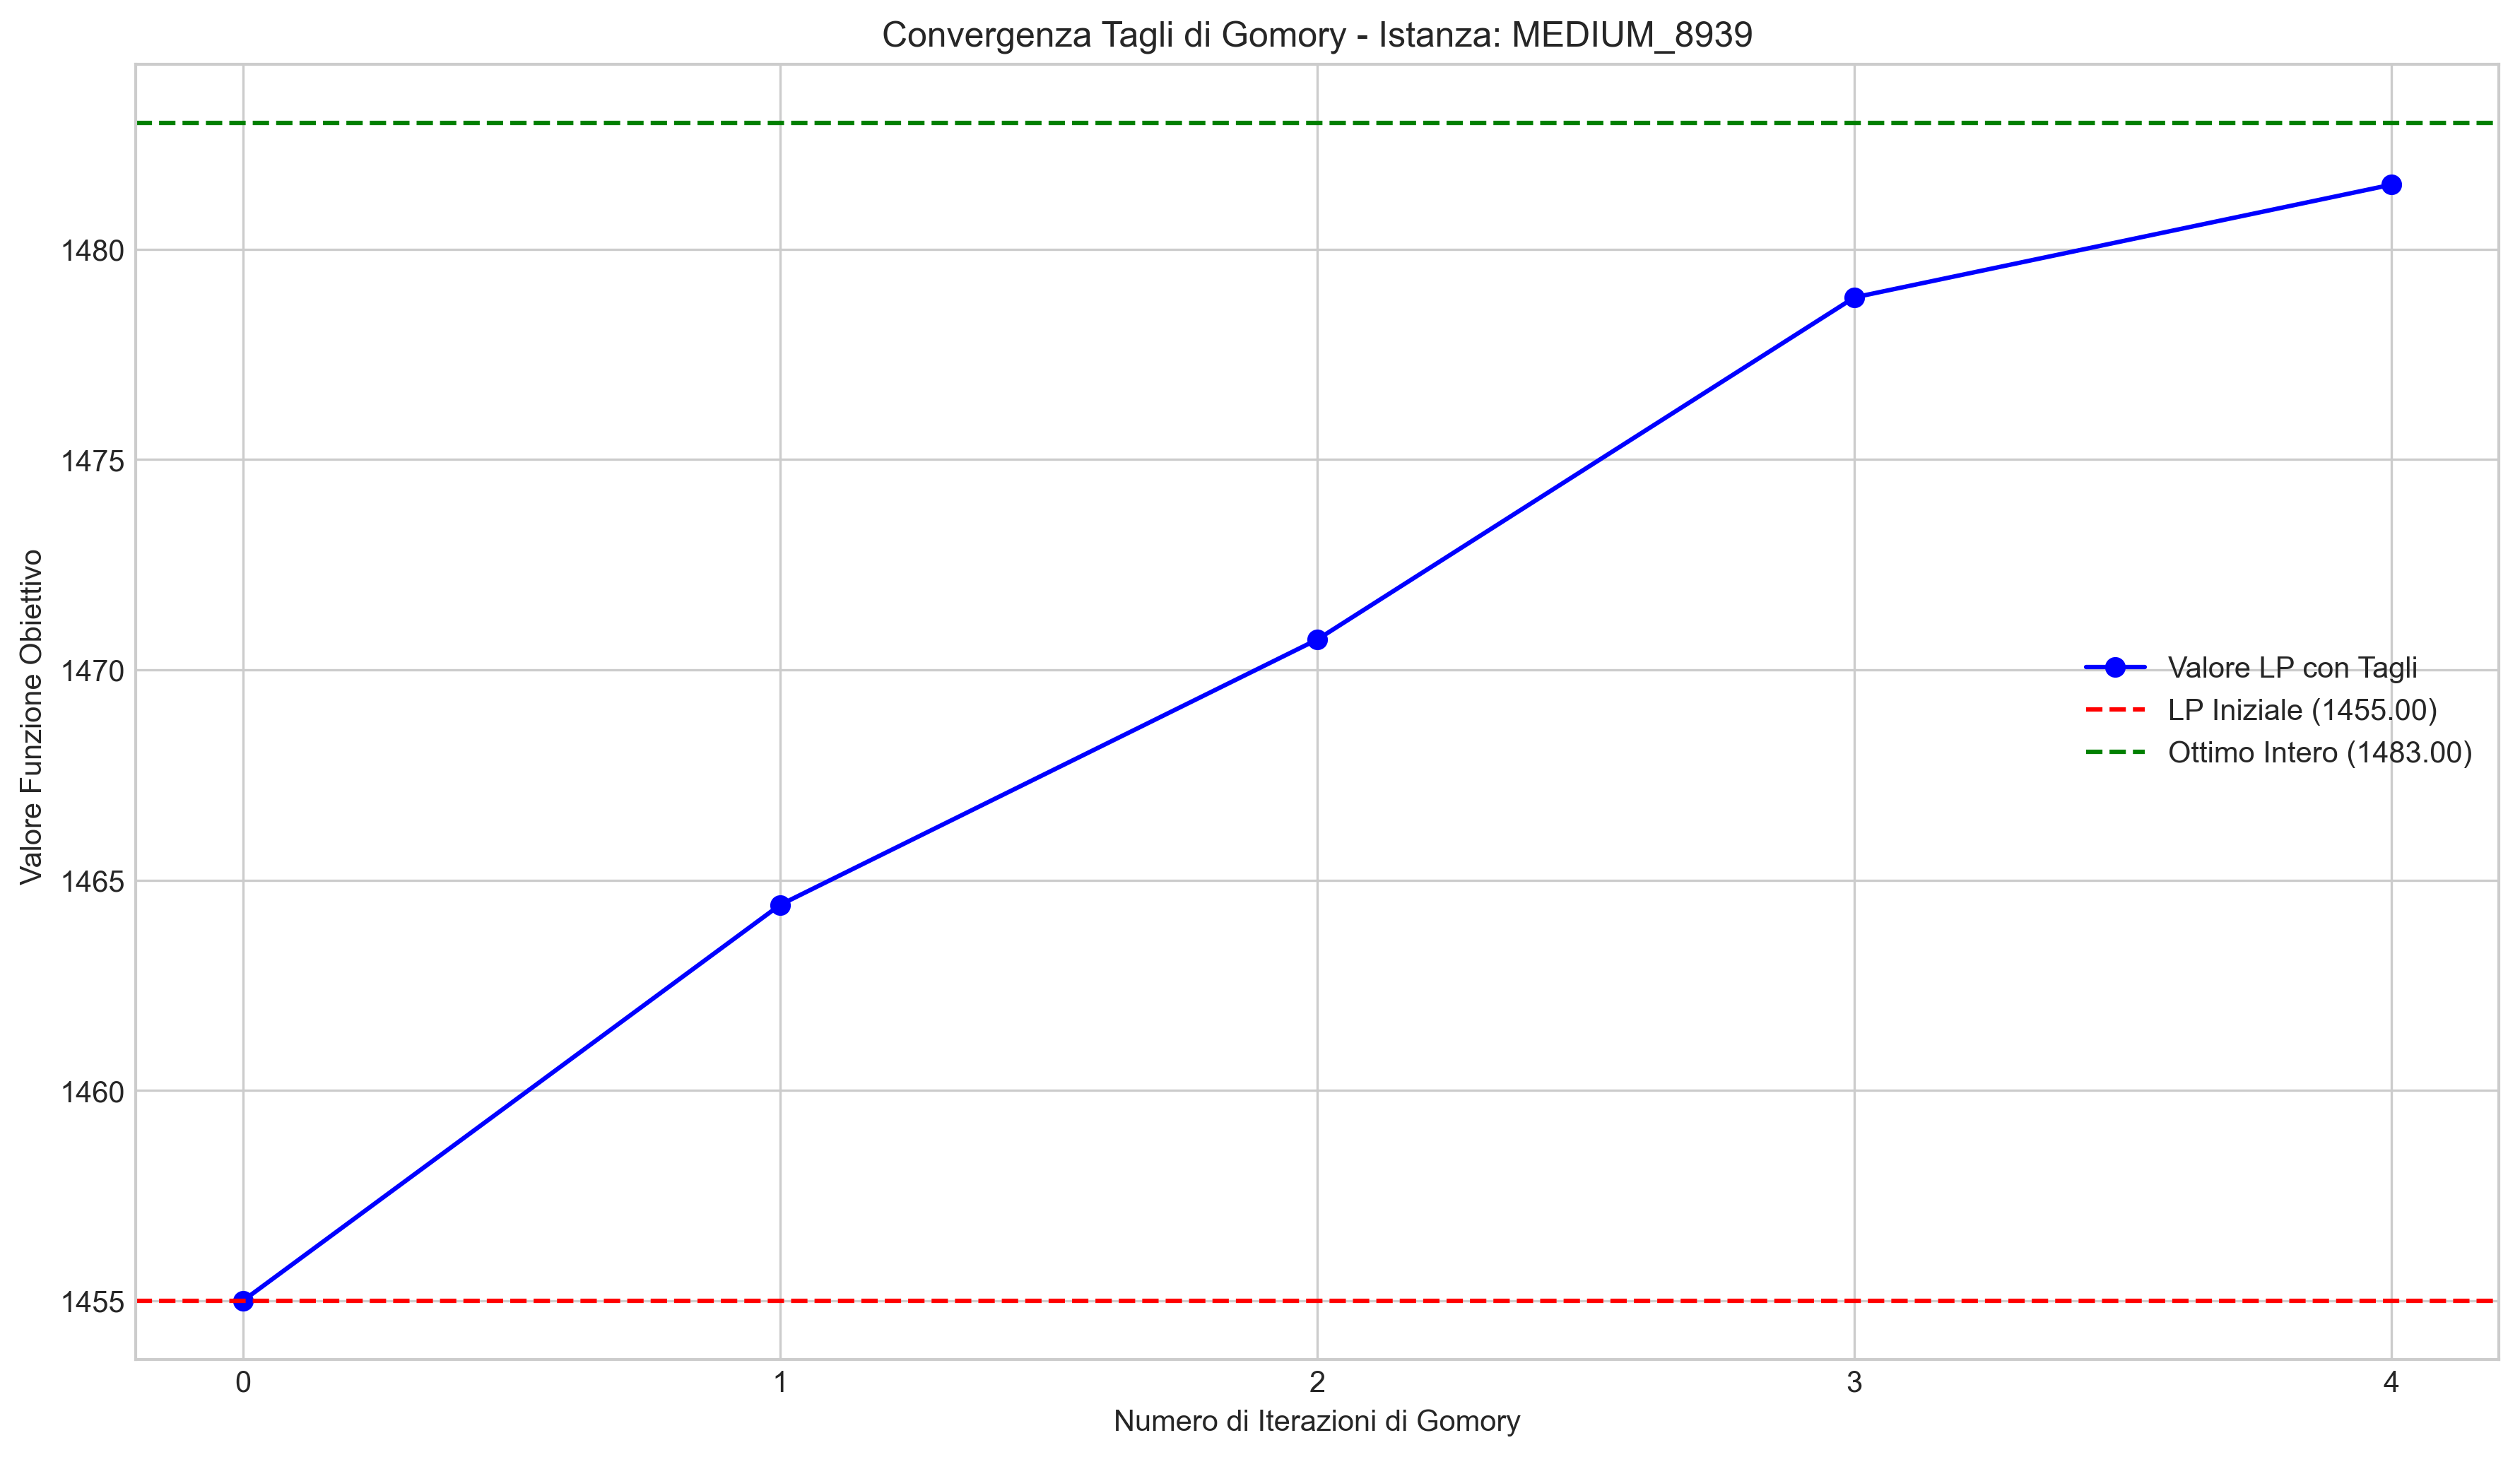 Convergenza Tagli di Gomory - Istanza: MEDIUM_8939
Valore Funzione Obiettivo
1480
1475
1470
1465
1460
1455
Valore LP con Tagli
LP Iniziale (1455.00)
Ottimo Intero (1483.00)
0 1 2 3 4
Numero di Iterazioni di Gomory